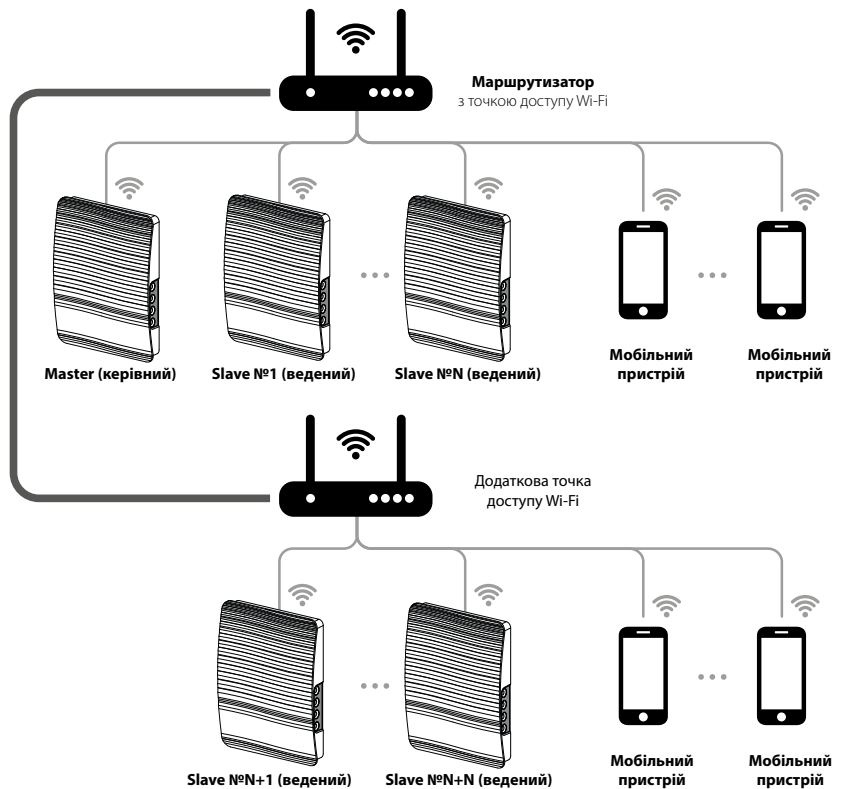 Маршрутизатор
з точкою доступу Wi-Fi
Master (керівний)
Slave №1 (ведений)
Slave №N (ведений)
Мобільний
пристрій
Мобільний
пристрій
Додаткова точка
доступу Wi-Fi
Slave №N+1 (ведений)
Slave №N+N (ведений)
Мобільний
пристрій
Мобільний
пристрій